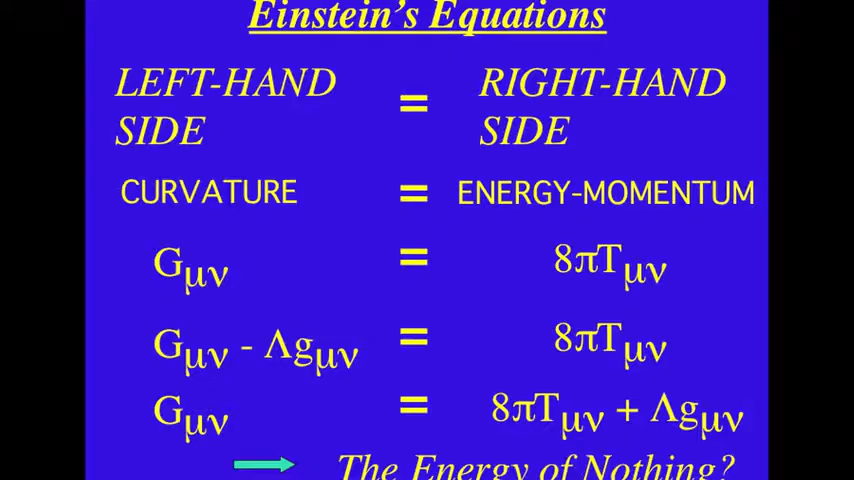 Einstein's Equations
LEFT-HAND SIDE = RIGHT-HAND SIDE
CURVATURE = ENERGY-MOMENTUM
Gμν = 8πTμν
Gμν - Λgμν = 8πTμν
Gμν = 8πTμν + Λgμν
The Energy of Nothing?